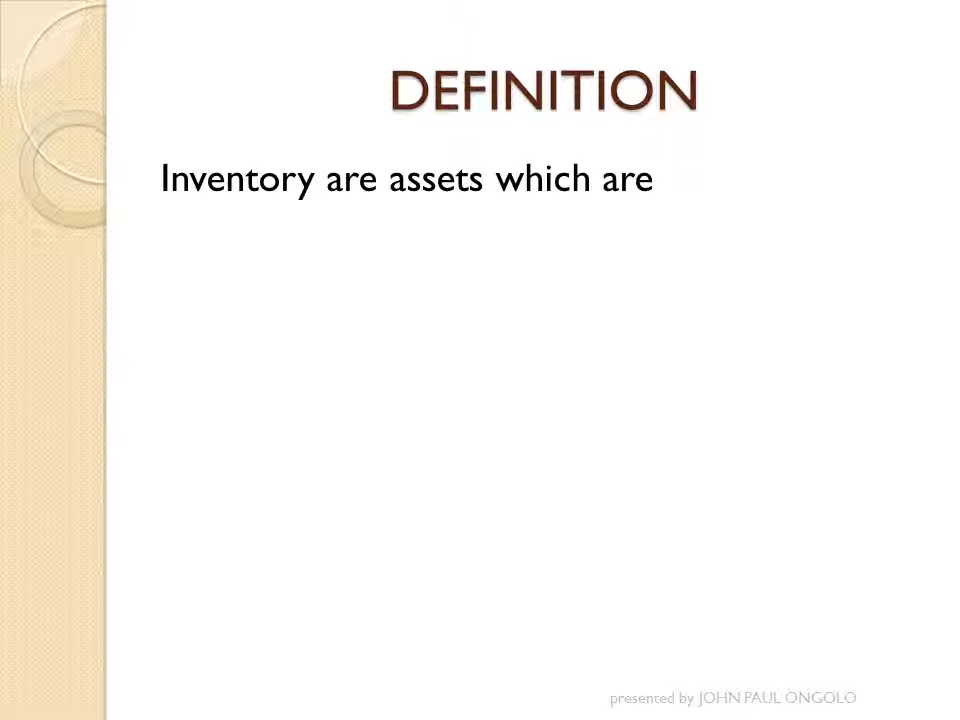 DEFINITION
Inventory are assets which are
presented by JOHN PAUL ONGOLO